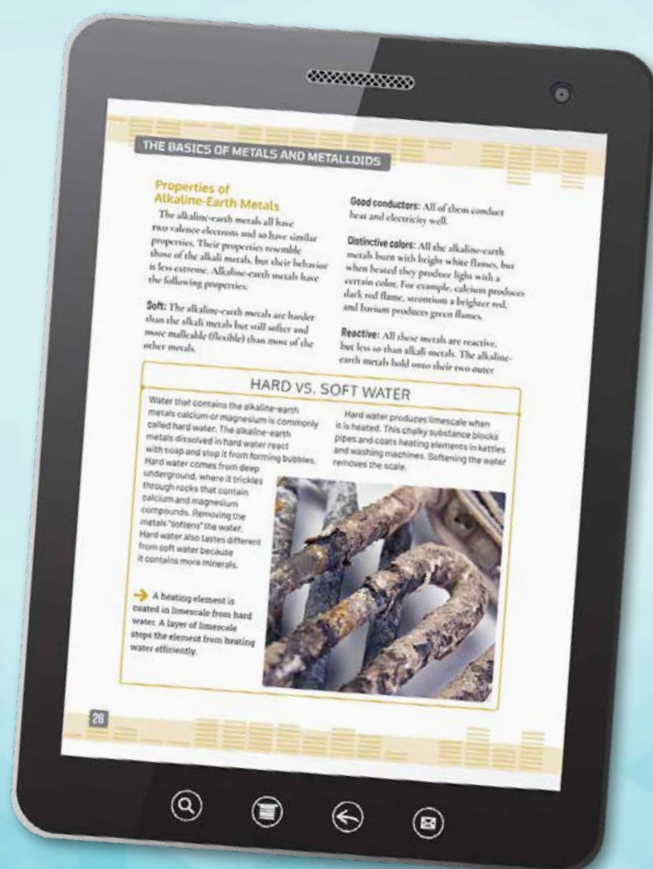 THE BASICS OF METALS AND METALLOIDS
Properties of
Alkaline-Earth Metals
The alkaline-earth metals all have
two valence electrons and so have similar
properties. Their properties resemble
those of the alkali metals, but their behavior
is less extreme. Alkaline-earth metals have
the following properties:
Soft: The alkaline-earth metals are harder
than the alkali metals but still softer and
more malleable (flexible) than most of the
other metals.
Good conductors: All of them conduct
heat and electricity well.
Distinctive colors: All the alkaline-earth
metals burn with bright white flames, but
when heated they produce light with a
certain color. For example, calcium produces
dark red flame, strontium a brighter red,
and barium produces green flames.
Reactive: All these metals are reactive,
but less so than alkali metals. The alkaline-
earth metals hold onto their two outer
HARD VS. SOFT WATER
Water that contains the alkaline-earth
metals calcium or magnesium is commonly
called hard water. The alkaline-earth
metals dissolved in hard water react
with soap and stop it from forming bubbles.
Hard water comes from deep
underground, where it trickles
through rocks that contain
calcium and magnesium
compounds. Removing the
metals "softens" the water.
Hard water also tastes different
from soft water because
it contains more minerals.
Hard water produces limescale when
it is heated. This chalky substance blocks
pipes and coats heating elements in kettles
and washing machines. Softening the water
removes the scale.
A heating element is
coated in limescale from hard
water. A layer of limescale
stops the element from heating
water efficiently.
26